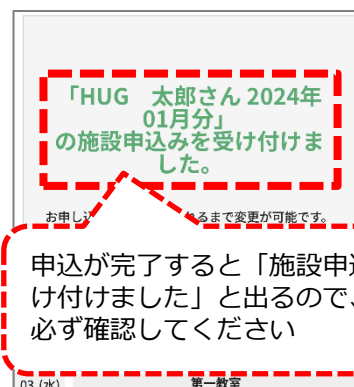 「HUG　太郎さん 2024年
01月分」
の施設申込みを受け付けま
した。
お申し るまで変更が可能です。
申込が完了すると「施設申
け付けました」と出るので、
必ず確認してください
03 (水) 第一教室